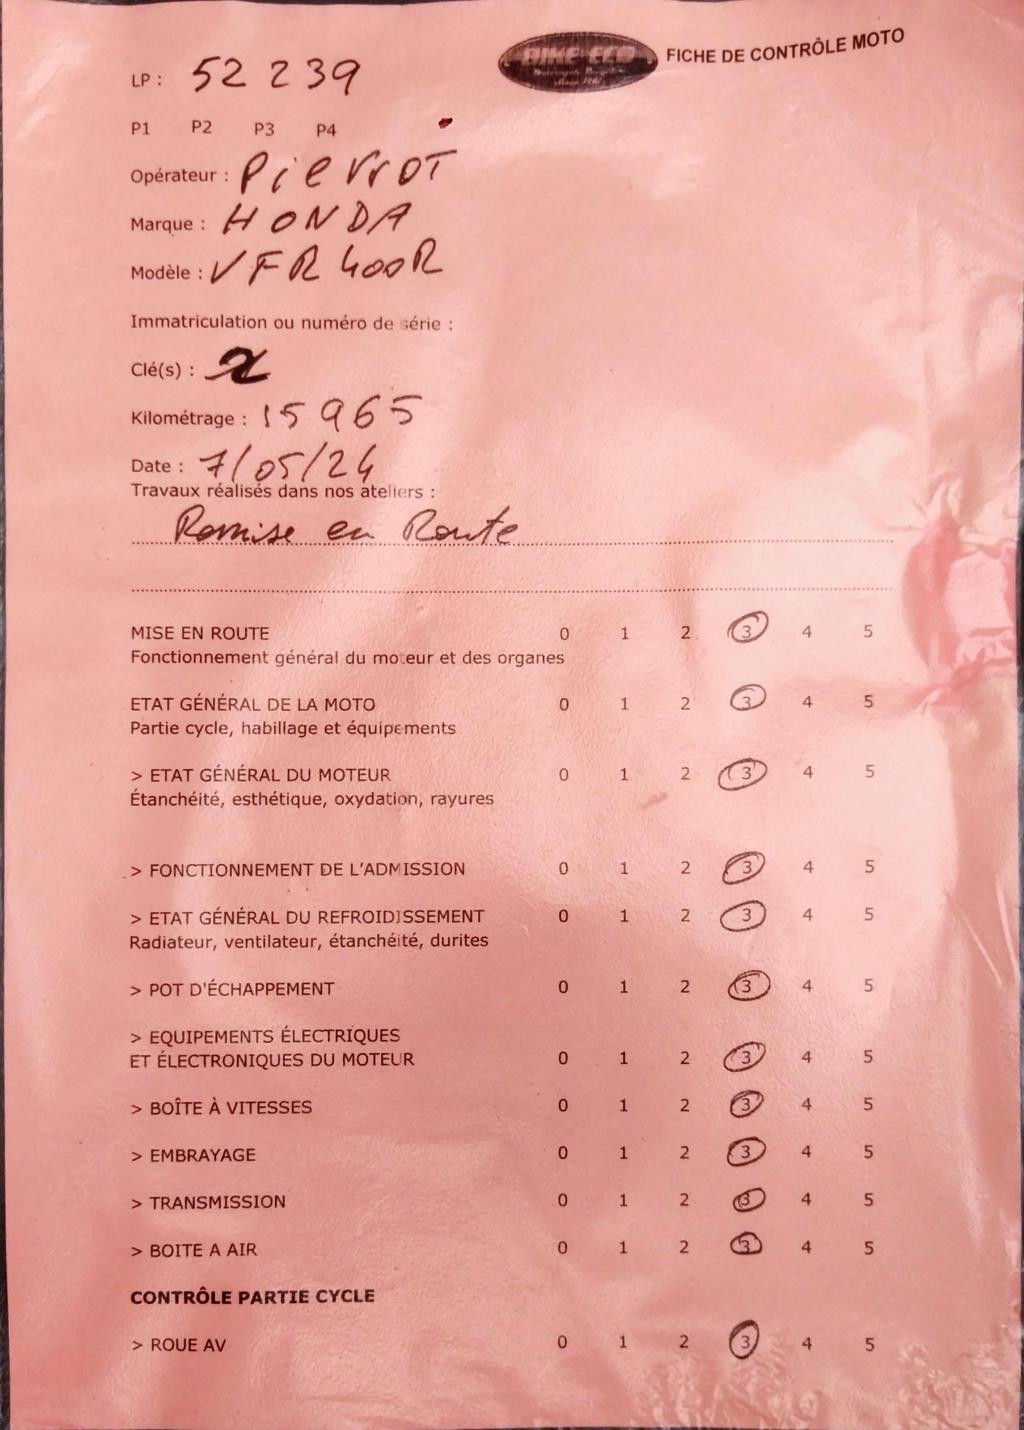 BIKE-ECO
FICHE DE CONTRÔLE MOTO
LP : 52 239
P1 P2 P3 P4
Opérateur : PierroT
Marque : HONDA
Modèle : VFR 400R
Immatriculation ou numéro de série :
Clé(s) :
Kilométrage : 15965
Date : 7/05/24
Travaux réalisés dans nos ateliers :
Remise en Route
MISE EN ROUTE 0 1 2 3 4 5
Fonctionnement général du moteur et des organes
ETAT GÉNÉRAL DE LA MOTO 0 1 2 3 4 5
Partie cycle, habillage et équipements
> ETAT GÉNÉRAL DU MOTEUR 0 1 2 3 4 5
Étanchéité, esthétique, oxydation, rayures
> FONCTIONNEMENT DE L'ADMISSION 0 1 2 3 4 5
> ETAT GÉNÉRAL DU REFROIDISSEMENT 0 1 2 3 4 5
Radiateur, ventilateur, étanchéité, durites
> POT D'ÉCHAPPEMENT 0 1 2 3 4 5
> EQUIPEMENTS ÉLECTRIQUES
ET ÉLECTRONIQUES DU MOTEUR 0 1 2 3 4 5
> BOÎTE À VITESSES 0 1 2 3 4 5
> EMBRAYAGE 0 1 2 3 4 5
> TRANSMISSION 0 1 2 3 4 5
> BOITE A AIR 0 1 2 3 4 5
CONTRÔLE PARTIE CYCLE
> ROUE AV 0 1 2 3 4 5